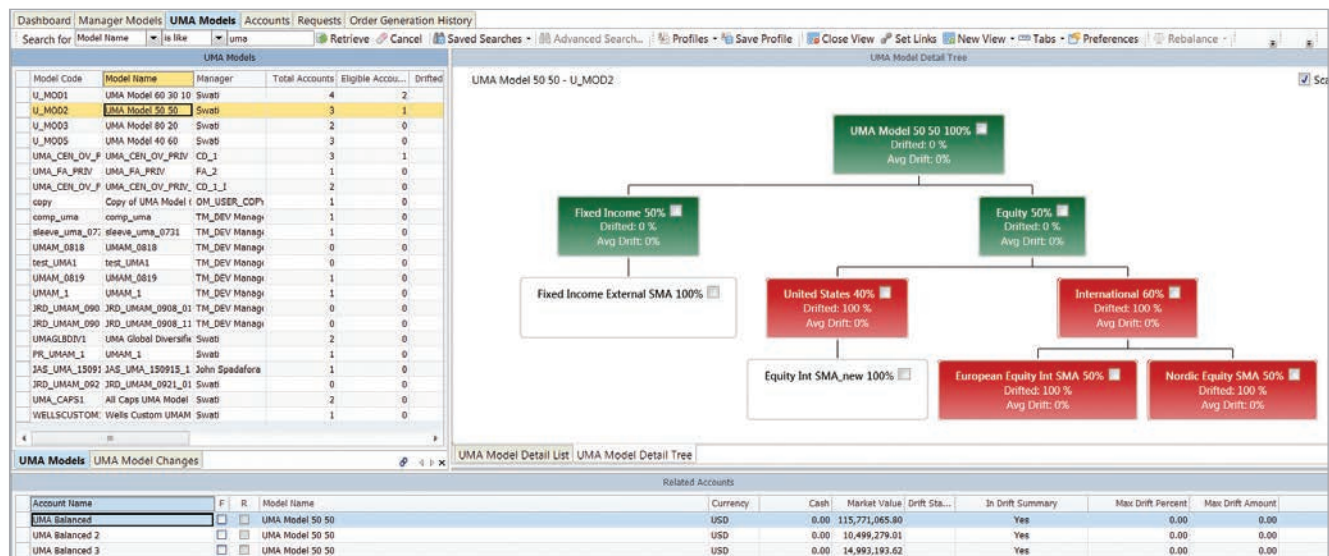 Dashboard Manager Models UMA Models Accounts Requests Order Generation History
Search for Model Name is like uma Retrieve Cancel Saved Searches Advanced Search... Profiles Save Profile Close View Set Links New View Tabs Preferences Rebalance
UMA Models
Model Code Model Name Manager Total Accounts Eligible Accou... Drifted
U_MOD1 UMA Model 60 30 10 Swati 4 2
U_MOD2 UMA Model 50 50 Swati 3 1
U_MOD3 UMA Model 80 20 Swati 2 0
U_MOD5 UMA Model 40 60 Swati 3 0
UMA_CEN_OV_P UMA_CEN_OV_PRIV CD_1 3 1
UMA_FA_PRIV UMA_FA_PRIV FA_2 1 0
UMA_CEN_OV_P UMA_CEN_OV_PRIV_ CD_1_I 2 0
copy Copy of UMA Model OM_USER_COPY 1 0
comp_uma comp_uma TM_DEV Manage 1 0
sleeve_uma_073 sleeve_uma_0731 TM_DEV Manage 1 0
UMAM_0818 UMAM_0818 TM_DEV Manage 0 0
test_UMA1 test_UMA1 TM_DEV Manage 0 0
UMAM_0819 UMAM_0819 TM_DEV Manage 1 0
UMAM_1 UMAM_1 TM_DEV Manage 1 0
JRD_UMAM_090 JRD_UMAM_0908_01 TM_DEV Manage 0 0
JRD_UMAM_090 JRD_UMAM_0908_11 TM_DEV Manage 0 0
UMAGLBDIV1 UMA Global Diversifie Swati 2 0
PR_UMAM_1 UMAM_1 Swati 1 0
JAS_UMA_15091 JAS_UMA_150915_1 John Spadafora 1 0
JRD_UMAM_092 JRD_UMAM_0921_01 Swati 0 0
UMA_CAPS1 All Caps UMA Model Swati 2 0
WELLSCUSTOM Wells Custom UMAM Swati 1 0
UMA Models UMA Model Changes
UMA Model Detail Tree
UMA Model 50 50 - U_MOD2
Sca
UMA Model 50 50 100%
Drifted: 0 %
Avg Drift: 0%
Fixed Income 50%
Drifted: 0 %
Avg Drift: 0%
Equity 50%
Drifted: 0 %
Avg Drift: 0%
Fixed Income External SMA 100%
United States 40%
Drifted: 100 %
Avg Drift: 0%
International 60%
Drifted: 100 %
Avg Drift: 0%
Equity Int SMA_new 100%
European Equity Int SMA 50%
Drifted: 100 %
Avg Drift: 0%
Nordic Equity SMA 50%
Drifted: 100 %
Avg Drift: 0%
UMA Model Detail List UMA Model Detail Tree
Related Accounts
Account Name F R Model Name Currency Cash Market Value Drift Sta... In Drift Summary Max Drift Percent Max Drift Amount
UMA Balanced UMA Model 50 50 USD 0.00 115,771,065.80 Yes 0.00 0.00
UMA Balanced 2 UMA Model 50 50 USD 0.00 10,499,279.01 Yes 0.00 0.00
UMA Balanced 3 UMA Model 50 50 USD 0.00 14,993,193.62 Yes 0.00 0.00